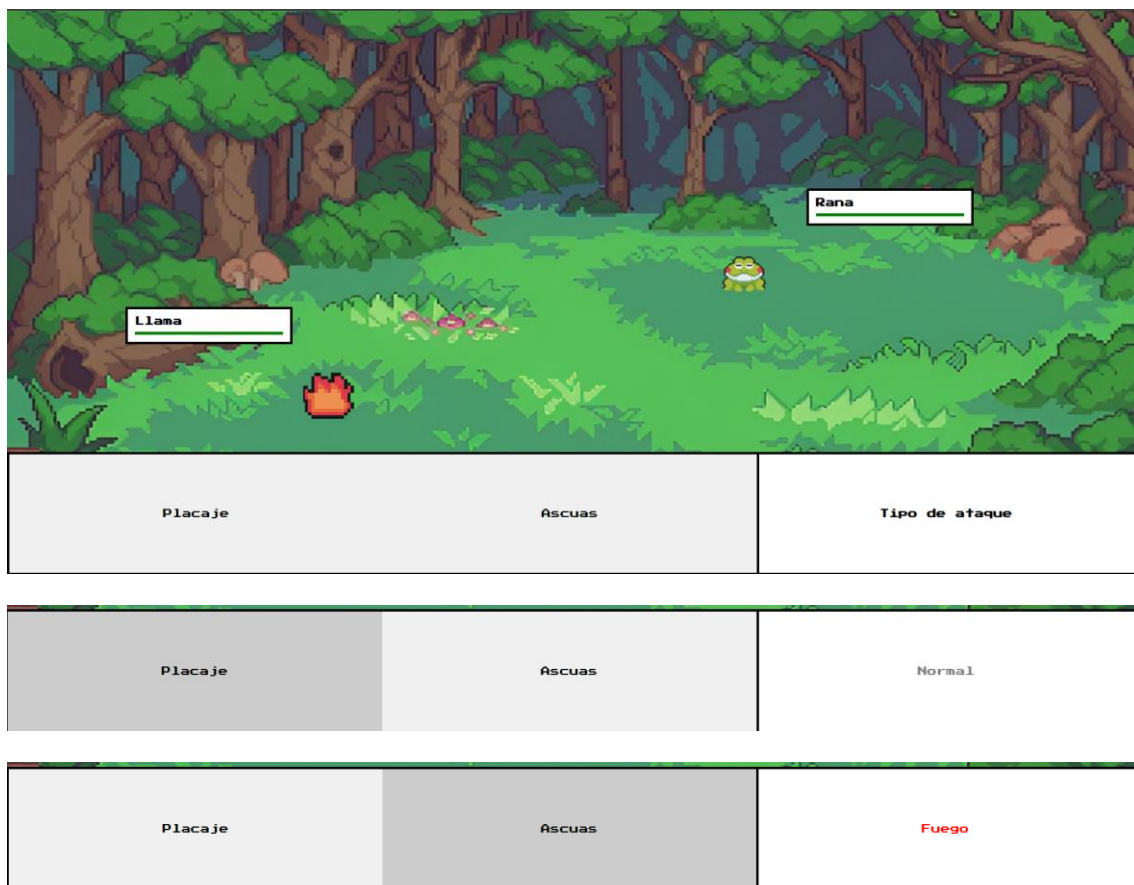 Rana
Llama
Placaje
Ascuas
Tipo de ataque
Placaje
Ascuas
Normal
Placaje
Ascuas
Fuego